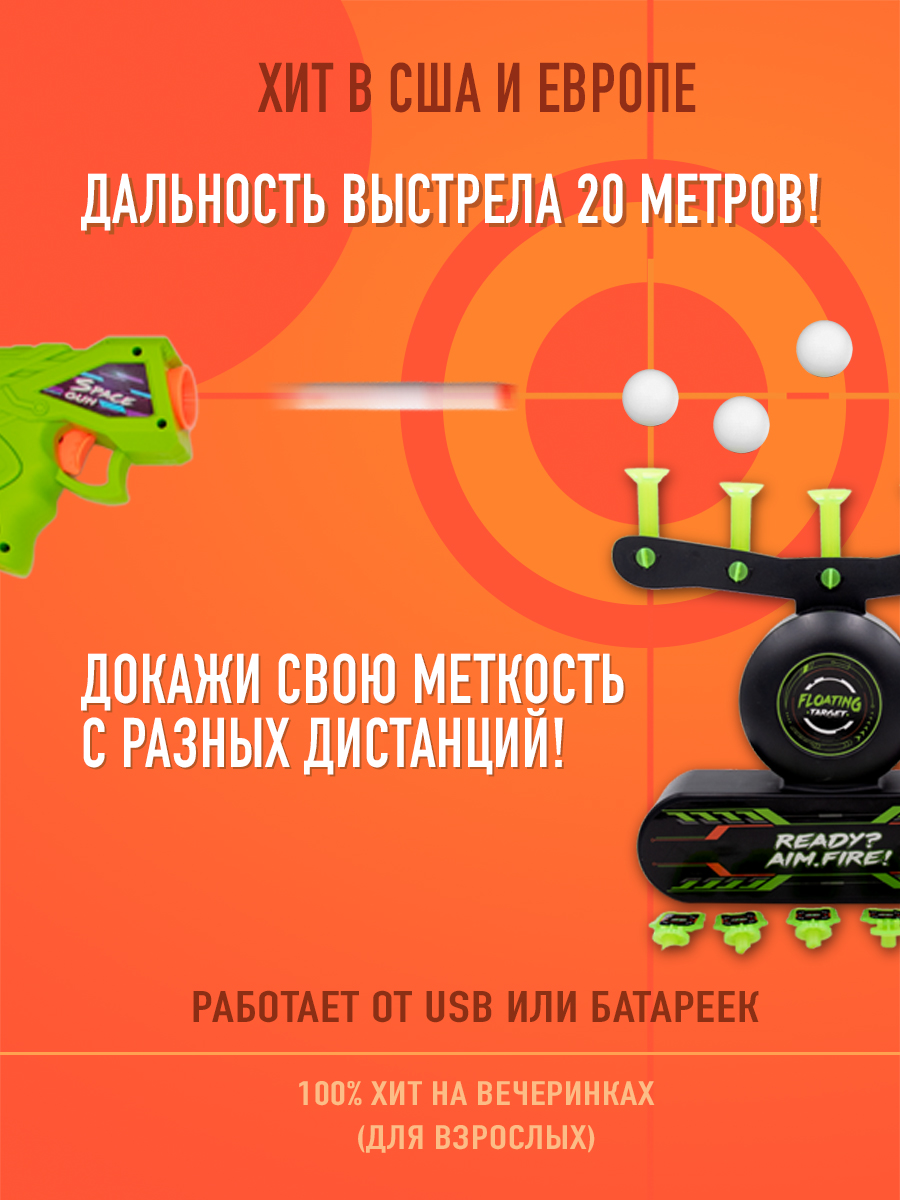 ХИТ В США И ЕВРОПЕ
ДАЛЬНОСТЬ ВЫСТРЕЛА 20 МЕТРОВ!
SPACE
GUN
ДОКАЖИ СВОЮ МЕТКОСТЬ
С РАЗНЫХ ДИСТАНЦИЙ!
FLOATING
TARGET
READY?
AIM.FIRE!
РАБОТАЕТ ОТ USB ИЛИ БАТАРЕЕК
100% ХИТ НА ВЕЧЕРИНКАХ
(ДЛЯ ВЗРОСЛЫХ)